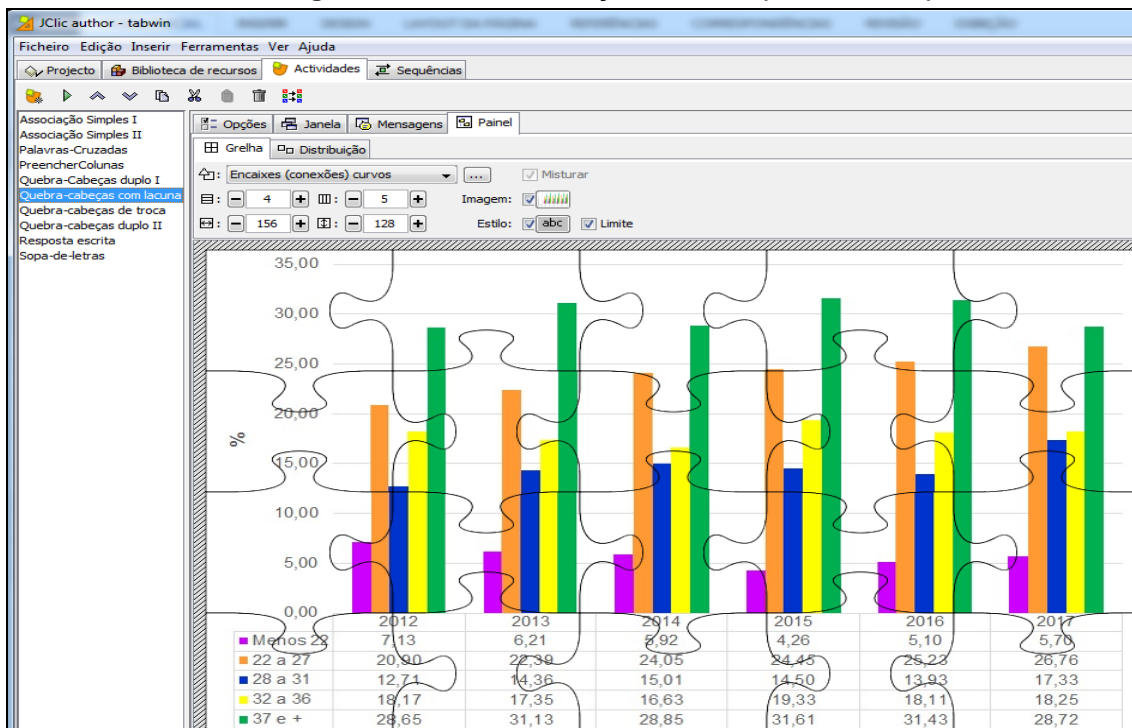 JClic author - tabwin
Ficheiro Edição Inserir Ferramentas Ver Ajuda
Projecto Biblioteca de recursos Actividades Sequências
Associação Simples I
Associação Simples II
Palavras-Cruzadas
PreencherColunas
Quebra-Cabeças duplo I
Quebra-cabeças com lacuna
Quebra-cabeças de troca
Quebra-cabeças duplo II
Resposta escrita
Sopa-de-letras
Opções Janela Mensagens Painel
Grelha Distribuição
Encaixes (conexões) curvos ... Misturar
4 5 Imagem:
156 128 Estilo: abc Limite
35,00
30,00
25,00
20,00
15,00
10,00
5,00
0,00
%
2012 2013 2014 2015 2016 2017
Menos 22 7,13 6,21 5,92 4,26 5,10 5,70
22 a 27 20,90 22,39 24,05 24,45 25,23 26,76
28 a 31 12,71 14,36 15,01 14,50 13,93 17,33
32 a 36 18,17 17,35 16,63 19,33 18,11 18,25
37 e + 28,65 31,13 28,85 31,61 31,43 28,72